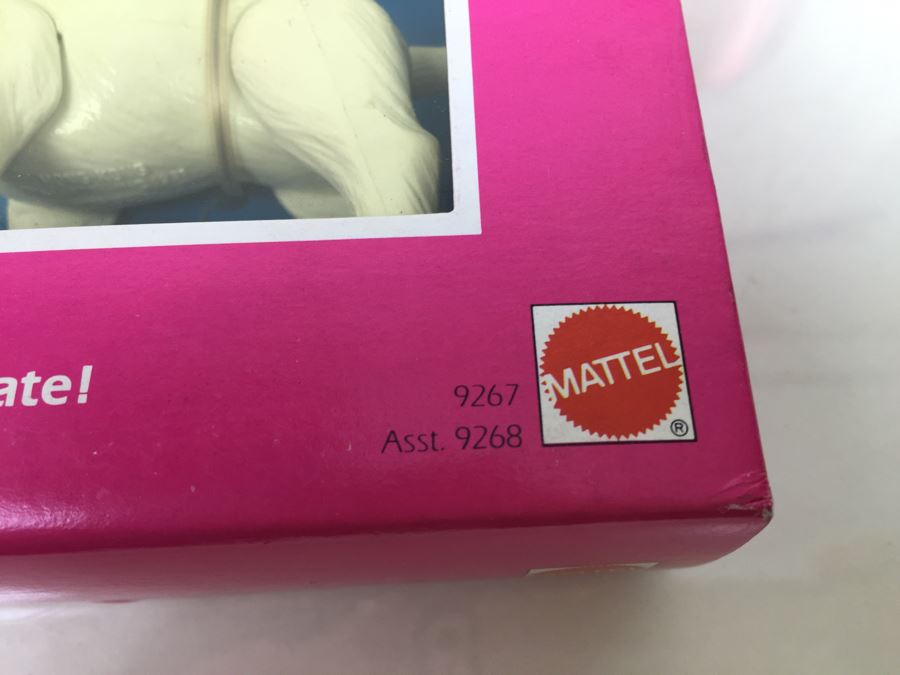 ate!
9267
Asst. 9268
MATTEL
®